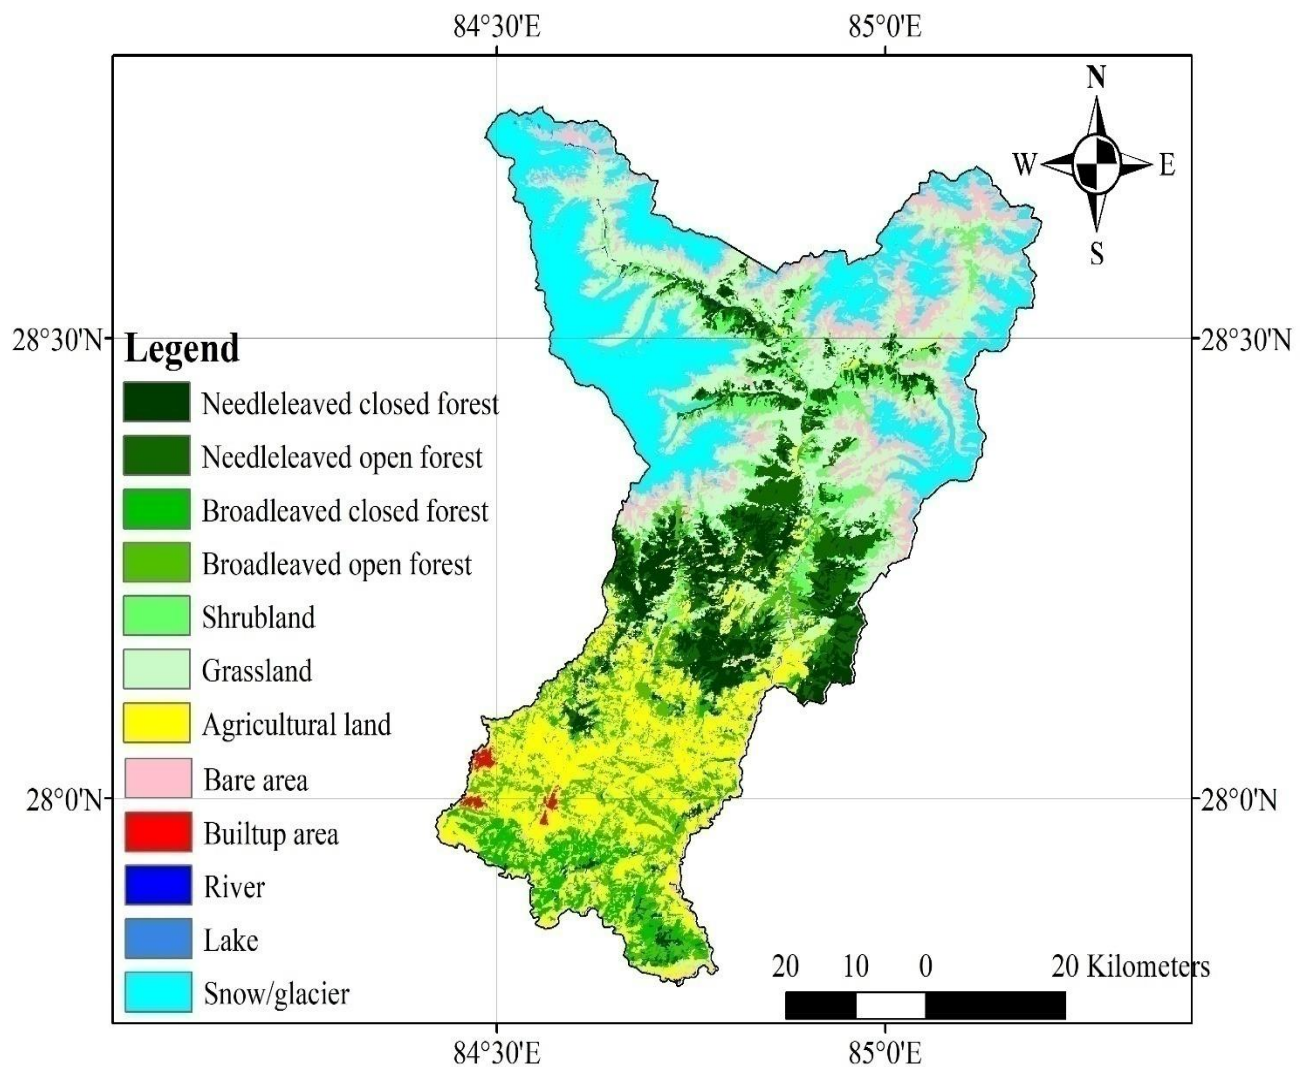 84°30'E 85°0'E
N
W E
S
28°30'N 28°30'N
Legend
Needleleaved closed forest
Needleleaved open forest
Broadleaved closed forest
Broadleaved open forest
Shrubland
Grassland
Agricultural land
Bare area
28°0'N 28°0'N
Builtup area
River
Lake
20 10 0 20 Kilometers
Snow/glacier
84°30'E 85°0'E